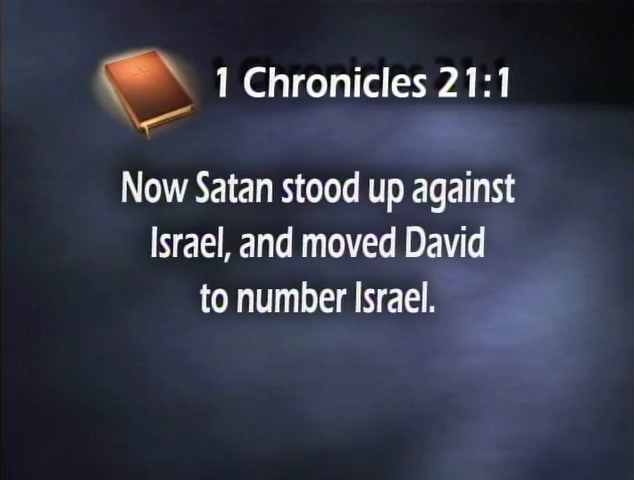 1 Chronicles 21:1
Now Satan stood up against
Israel, and moved David
to number Israel.